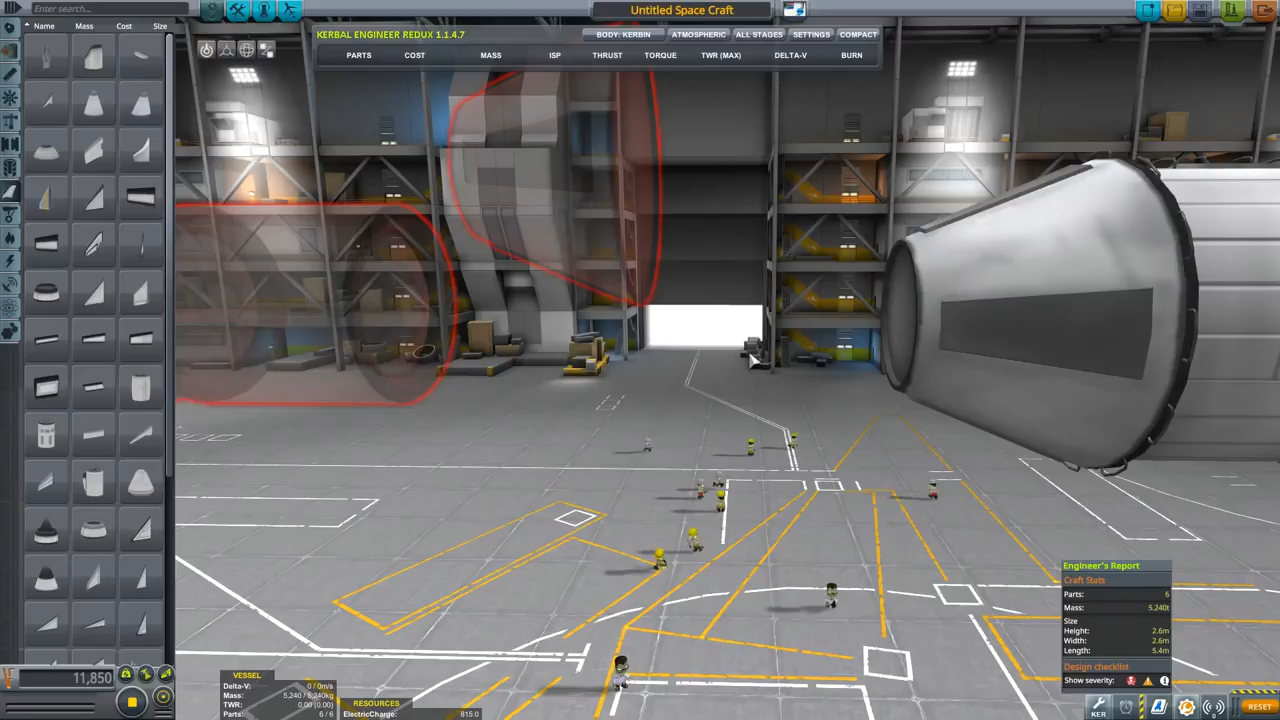 Enter search...
Untitled Space Craft
Name Mass Cost Size
KERBAL ENGINEER REDUX 1.1.4.7
BODY: KERBIN ATMOSPHERIC ALL STAGES SETTINGS COMPACT
PARTS COST MASS ISP THRUST TORQUE TWR (MAX) DELTA-V BURN
Engineer's Report
Craft Stats
Parts: 6
Mass: 5.240t
Size
Height: 2.6m
Width: 2.6m
Length: 5.4m
Design checklist
Show severity:
11,850
VESSEL
Delta-V: 0 / 0m/s
Mass: 5,240 / 5,240kg
TWR: 0.00 (0.00)
Parts: 6 / 6
RESOURCES
ElectricCharge: 815.0
KER
RESET